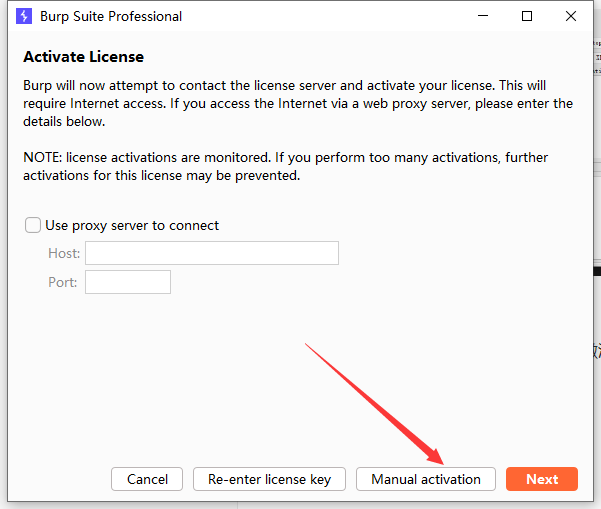 Burp Suite Professional
Activate License
Burp will now attempt to contact the license server and activate your license. This will
require Internet access. If you access the Internet via a web proxy server, please enter the
details below.
NOTE: license activations are monitored. If you perform too many activations, further
activations for this license may be prevented.
Use proxy server to connect
Host:
Port:
Cancel
Re-enter license key
Manual activation
Next